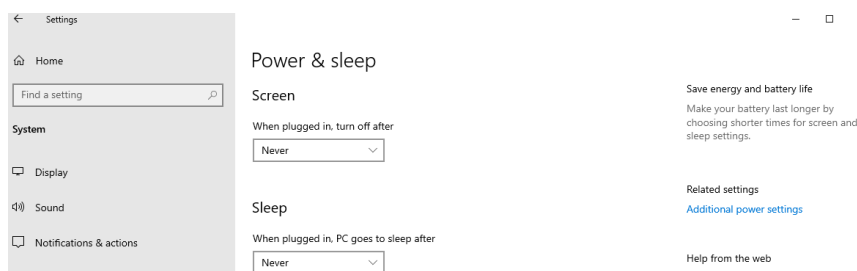 Settings
Home
Find a setting
System
Display
Sound
Notifications & actions
Power & sleep
Screen
When plugged in, turn off after
Never
Sleep
When plugged in, PC goes to sleep after
Never
Save energy and battery life
Make your battery last longer by
choosing shorter times for screen and
sleep settings.
Related settings
Additional power settings
Help from the web